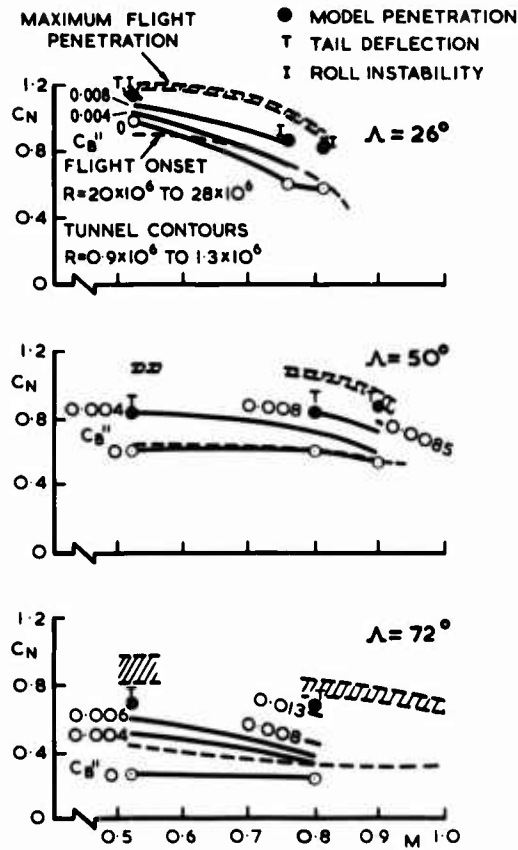 MAXIMUM FLIGHT
PENETRATION
● MODEL PENETRATION
T TAIL DEFLECTION
I ROLL INSTABILITY
1.2
CN
0.8
0.4
0
T I
0.008
0.004
0
CB"
I
I
Λ = 26°
FLIGHT ONSET
R=20×10⁶ TO 28×10⁶
TUNNEL CONTOURS
R=0.9×10⁶ TO 1.3×10⁶
1.2
CN
0.8
0.4
0
Λ = 50°
T
0.004
CB"
0
0.008
T
0.0085
1.2
CN
0.8
0.4
0
Λ = 72°
T
0.006
0.004
CB" 0
0.013
0.008
0.5 0.6 0.7 0.8 0.9 M 1.0